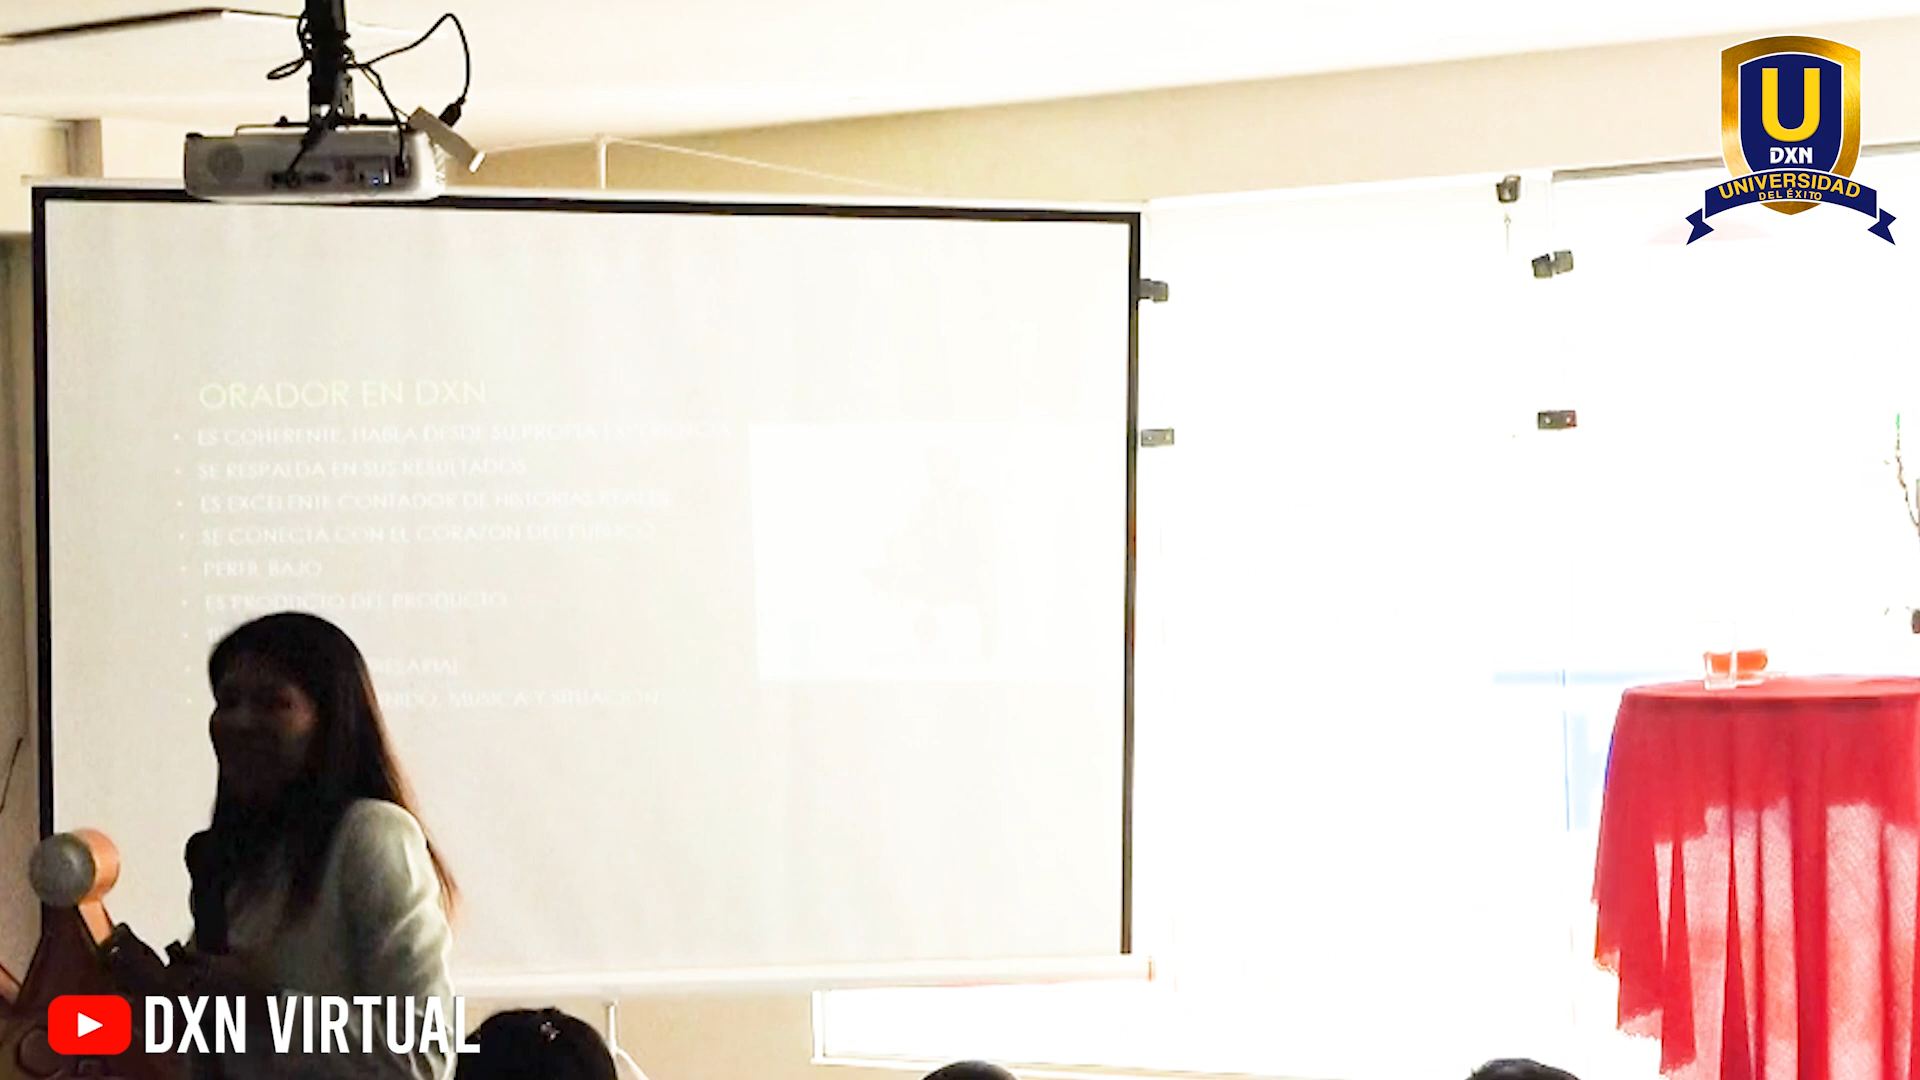 U
DXN
UNIVERSIDAD
DEL ÉXITO
ORADOR EN DXN
• ES COHERENTE, HABLA DESDE SU PROPIA EXPERIENCIA
• SE RESPALDA EN SUS RESULTADOS
• ES EXCELENTE CONTADOR DE HISTORIAS REALES
• SE CONECTA CON EL CORAZON DEL PUBLICO
• PERFIL BAJO
• ES PRODUCTO DEL PRODUCTO
MUSICA Y SITUACION
DXN VIRTUAL